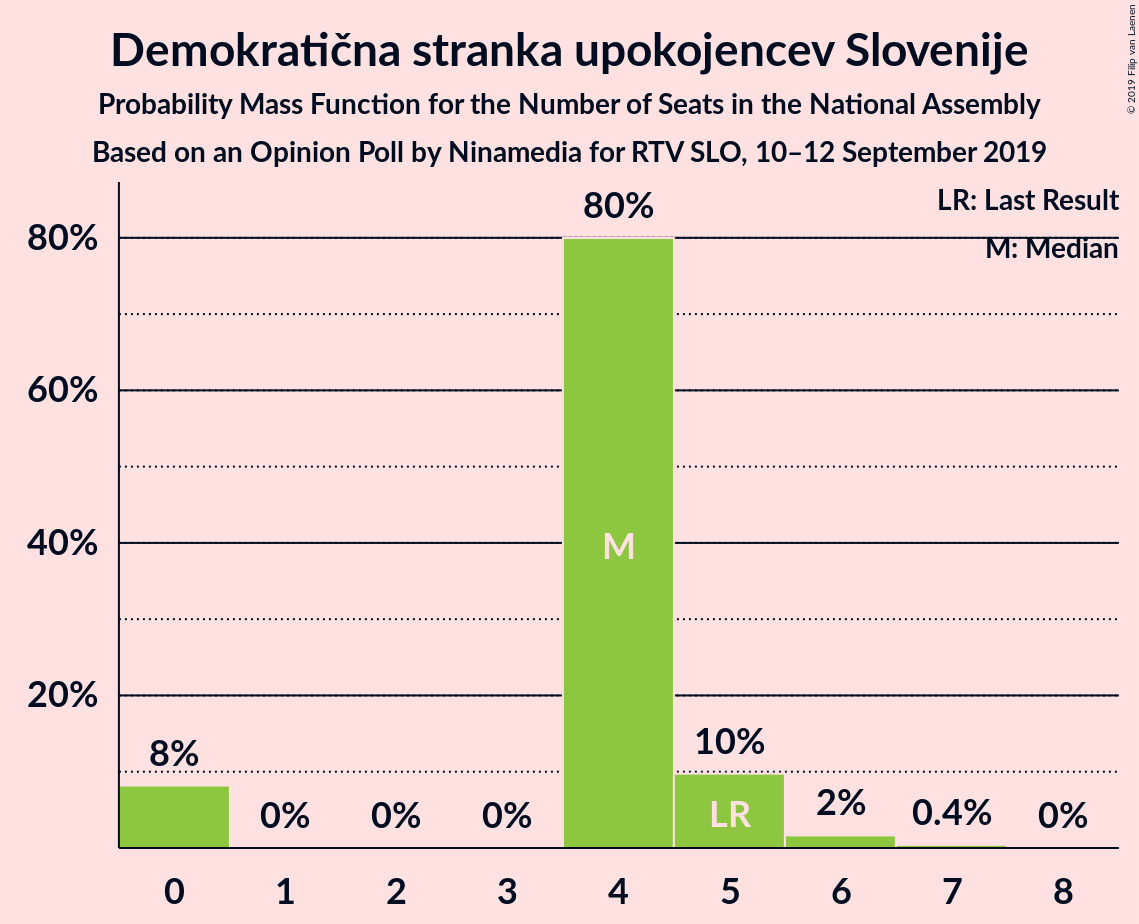 Demokratična stranka upokojencev Slovenije
Probability Mass Function for the Number of Seats in the National Assembly
Based on an Opinion Poll by Ninamedia for RTV SLO, 10–12 September 2019
© 2019 Filip van Laenen
LR: Last Result
M: Median
80%
60%
40%
20%
8%
0%
0%
0%
80%
M
10%
LR
2%
0.4%
0%
0 1 2 3 4 5 6 7 8